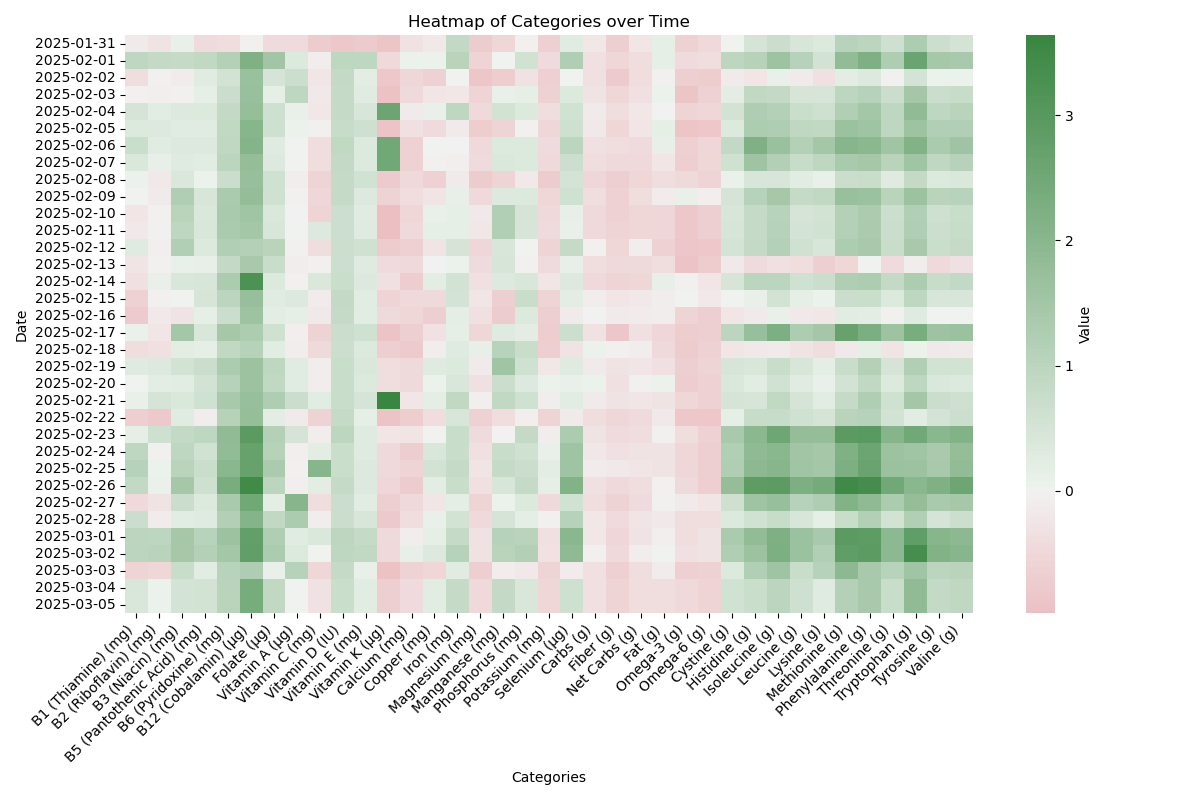 Heatmap of Categories over Time
Date
2025-01-31
2025-02-01
2025-02-02
2025-02-03
2025-02-04
2025-02-05
2025-02-06
2025-02-07
2025-02-08
2025-02-09
2025-02-10
2025-02-11
2025-02-12
2025-02-13
2025-02-14
2025-02-15
2025-02-16
2025-02-17
2025-02-18
2025-02-19
2025-02-20
2025-02-21
2025-02-22
2025-02-23
2025-02-24
2025-02-25
2025-02-26
2025-02-27
2025-02-28
2025-03-01
2025-03-02
2025-03-03
2025-03-04
2025-03-05
B1 (Thiamine) (mg)
B2 (Riboflavin) (mg)
B3 (Niacin) (mg)
B5 (Pantothenic Acid) (mg)
B6 (Pyridoxine) (mg)
B12 (Cobalamin) (µg)
Folate (µg)
Vitamin A (µg)
Vitamin C (mg)
Vitamin D (IU)
Vitamin E (mg)
Vitamin K (µg)
Calcium (mg)
Copper (mg)
Iron (mg)
Magnesium (mg)
Manganese (mg)
Phosphorus (mg)
Potassium (mg)
Selenium (µg)
Carbs (g)
Fiber (g)
Net Carbs (g)
Fat (g)
Omega-3 (g)
Omega-6 (g)
Cystine (g)
Histidine (g)
Isoleucine (g)
Leucine (g)
Lysine (g)
Methionine (g)
Phenylalanine (g)
Threonine (g)
Tryptophan (g)
Tyrosine (g)
Valine (g)
Categories
3
2
1
0
Value